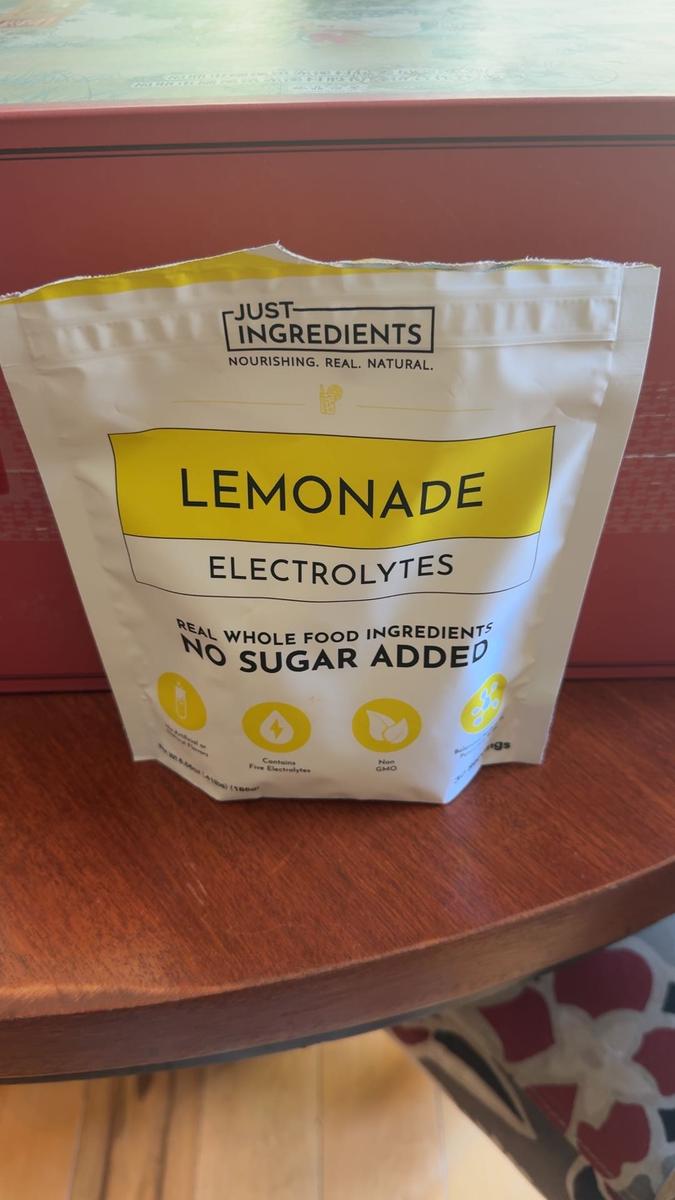 JUST
INGREDIENTS
NOURISHING. REAL. NATURAL.
LEMONADE
ELECTROLYTES
REAL WHOLE FOOD INGREDIENTS
NO SUGAR ADDED
Contains
Five Electrolytes
Non
GMO